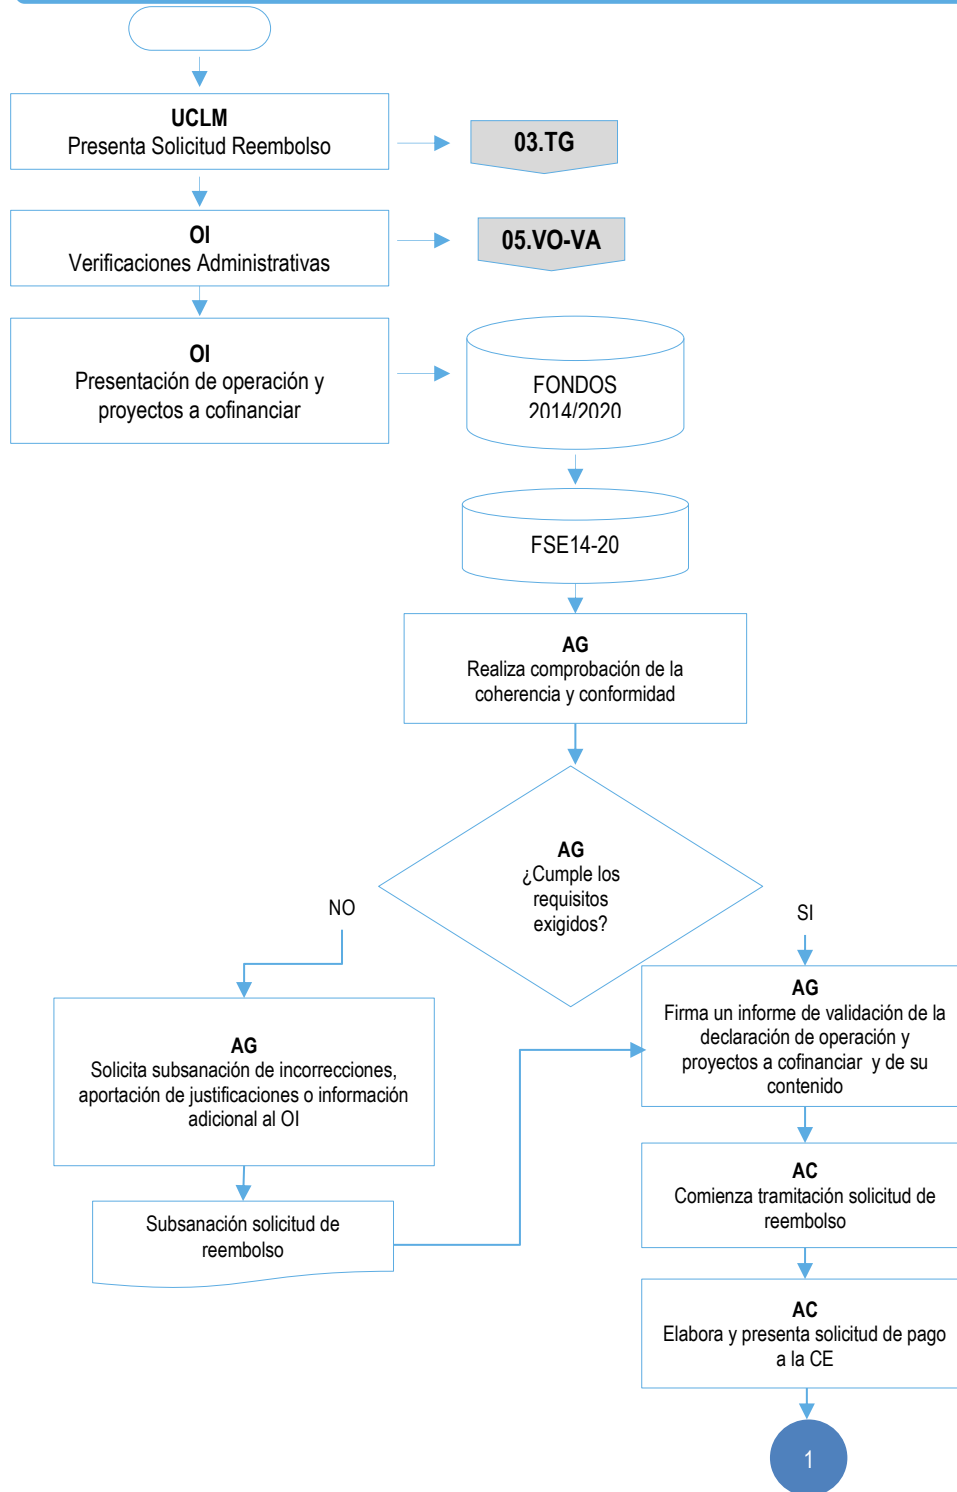 UCLM
Presenta Solicitud Reembolso
03.TG
OI
Verificaciones Administrativas
05.VO-VA
OI
Presentación de operación y
proyectos a cofinanciar
FONDOS
2014/2020
FSE14-20
AG
Realiza comprobación de la
coherencia y conformidad
AG
¿Cumple los
requisitos
exigidos?
NO
SI
AG
Solicita subsanación de incorrecciones,
aportación de justificaciones o información
adicional al OI
AG
Firma un informe de validación de la
declaración de operación y
proyectos a cofinanciar y de su
contenido
Subsanación solicitud de
reembolso
AC
Comienza tramitación solicitud de
reembolso
AC
Elabora y presenta solicitud de pago
a la CE
1